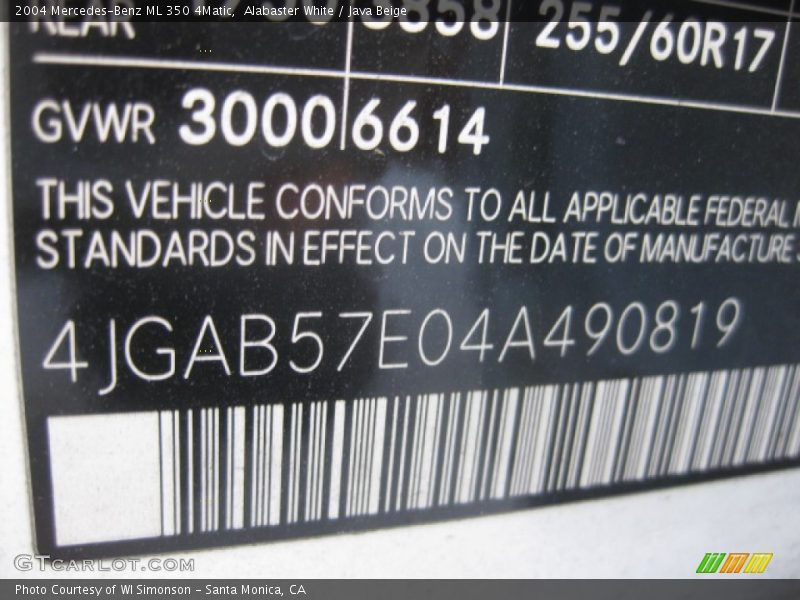 2004 Mercedes-Benz ML 350 4Matic, Alabaster White / Java Beige
REAR 3858 255/60R17
GVWR 3000 6614
THIS VEHICLE CONFORMS TO ALL APPLICABLE FEDERAL
STANDARDS IN EFFECT ON THE DATE OF MANUFACTURE
4JGAB57E04A490819
GTCARLOT.COM
Photo Courtesy of WI Simonson - Santa Monica, CA